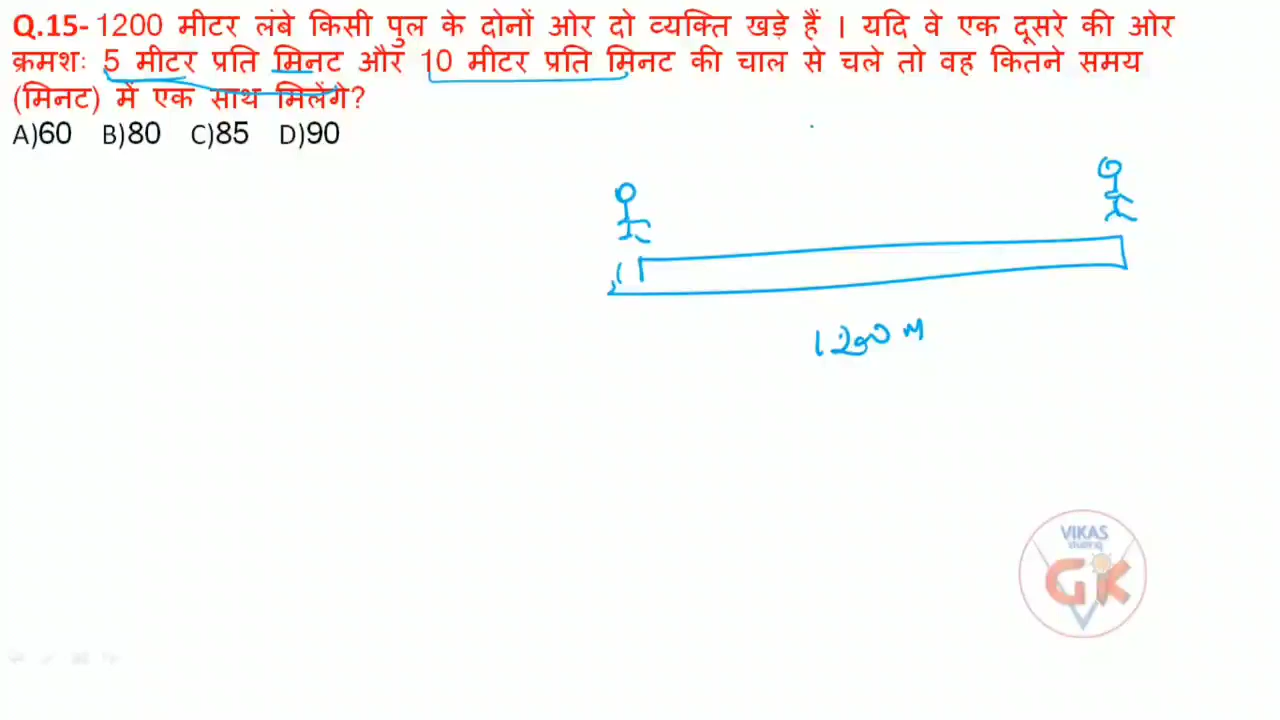 Q.15- 1200 मीटर लंबे किसी पुल के दोनों ओर दो व्यक्ति खड़े हैं । यदि वे एक दूसरे की ओर
क्रमशः 5 मीटर प्रति मिनट और 10 मीटर प्रति मिनट की चाल से चले तो वह कितने समय
(मिनट) में एक साथ मिलेंगे?
A)60 B)80 C)85 D)90
1200 M
VIKAS
GK